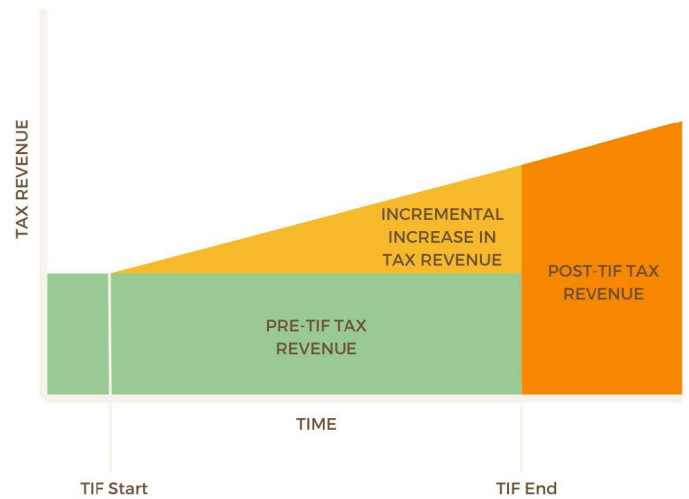 TAX REVENUE
INCREMENTAL
INCREASE IN
TAX REVENUE
POST-TIF TAX
REVENUE
PRE-TIF TAX
REVENUE
TIME
TIF Start
TIF End